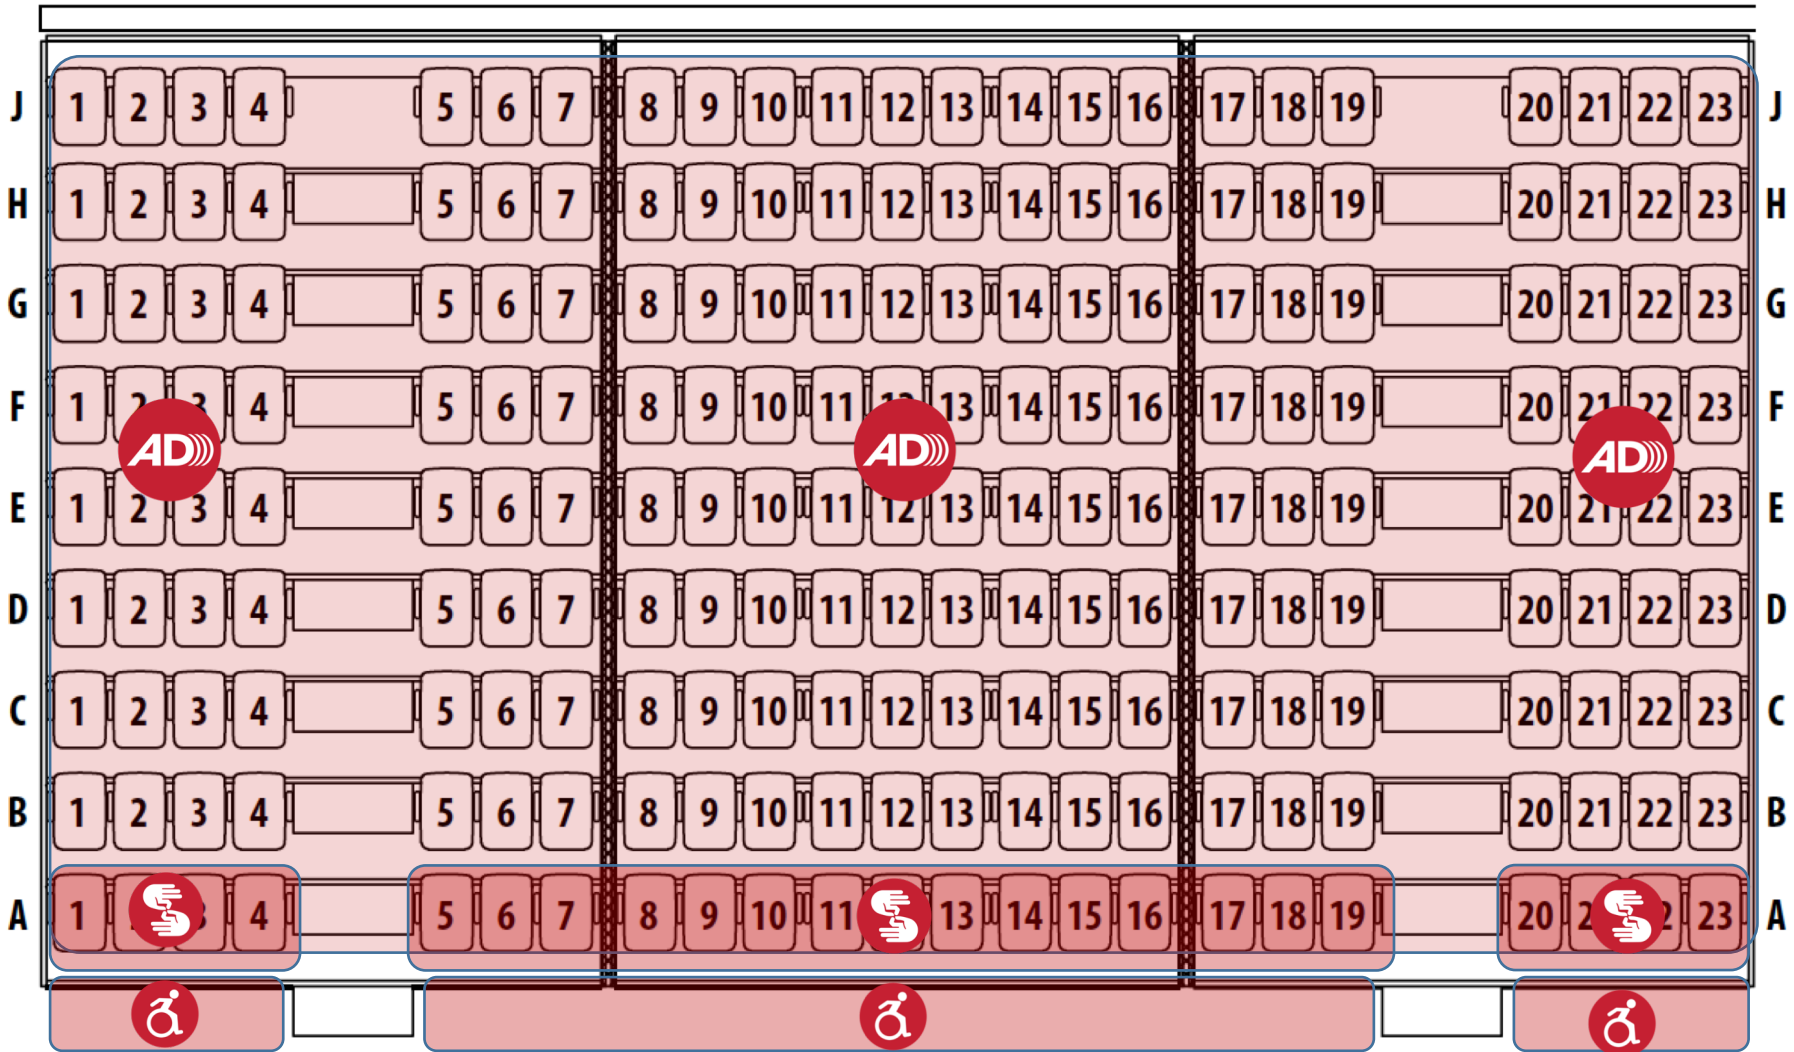 J 1 2 3 4 5 6 7 8 9 10 11 12 13 14 15 16 17 18 19 20 21 22 23 J
H 1 2 3 4 5 6 7 8 9 10 11 12 13 14 15 16 17 18 19 20 21 22 23 H
G 1 2 3 4 5 6 7 8 9 10 11 12 13 14 15 16 17 18 19 20 21 22 23 G
F 1 2 3 4 5 6 7 8 9 10 11 12 13 14 15 16 17 18 19 20 21 22 23 F
AD AD AD
E 1 2 3 4 5 6 7 8 9 10 11 12 13 14 15 16 17 18 19 20 21 22 23 E
D 1 2 3 4 5 6 7 8 9 10 11 12 13 14 15 16 17 18 19 20 21 22 23 D
C 1 2 3 4 5 6 7 8 9 10 11 12 13 14 15 16 17 18 19 20 21 22 23 C
B 1 2 3 4 5 6 7 8 9 10 11 12 13 14 15 16 17 18 19 20 21 22 23 B
A 1 4 5 6 7 8 9 10 11 13 14 15 16 17 18 19 20 23 A